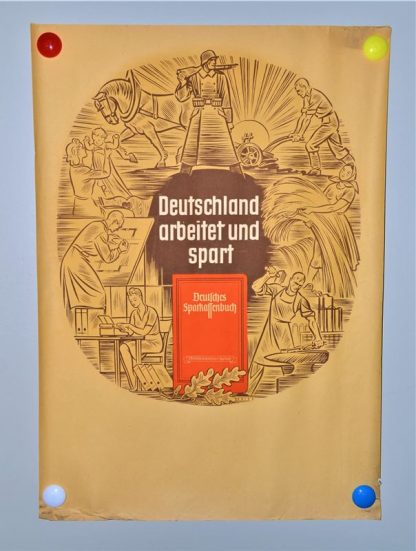 Deutschland
arbeitet und
spart
Deutsches
Sparkassenbuch